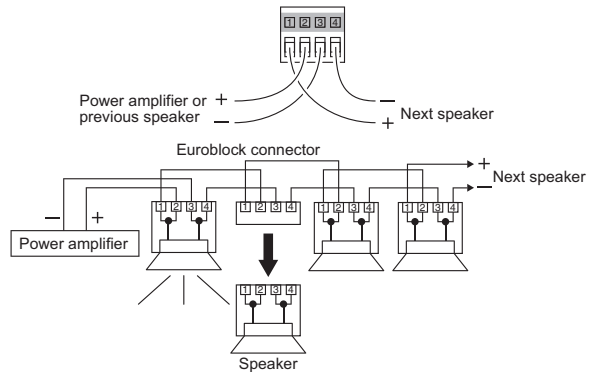 1 2 3 4
Power amplifier or + −
previous speaker − + Next speaker
Euroblock connector
+
Next speaker
−
− +
1 2 3 4 1 2 3 4 1 2 3 4 1 2 3 4
Power amplifier
1 2 3 4
Speaker